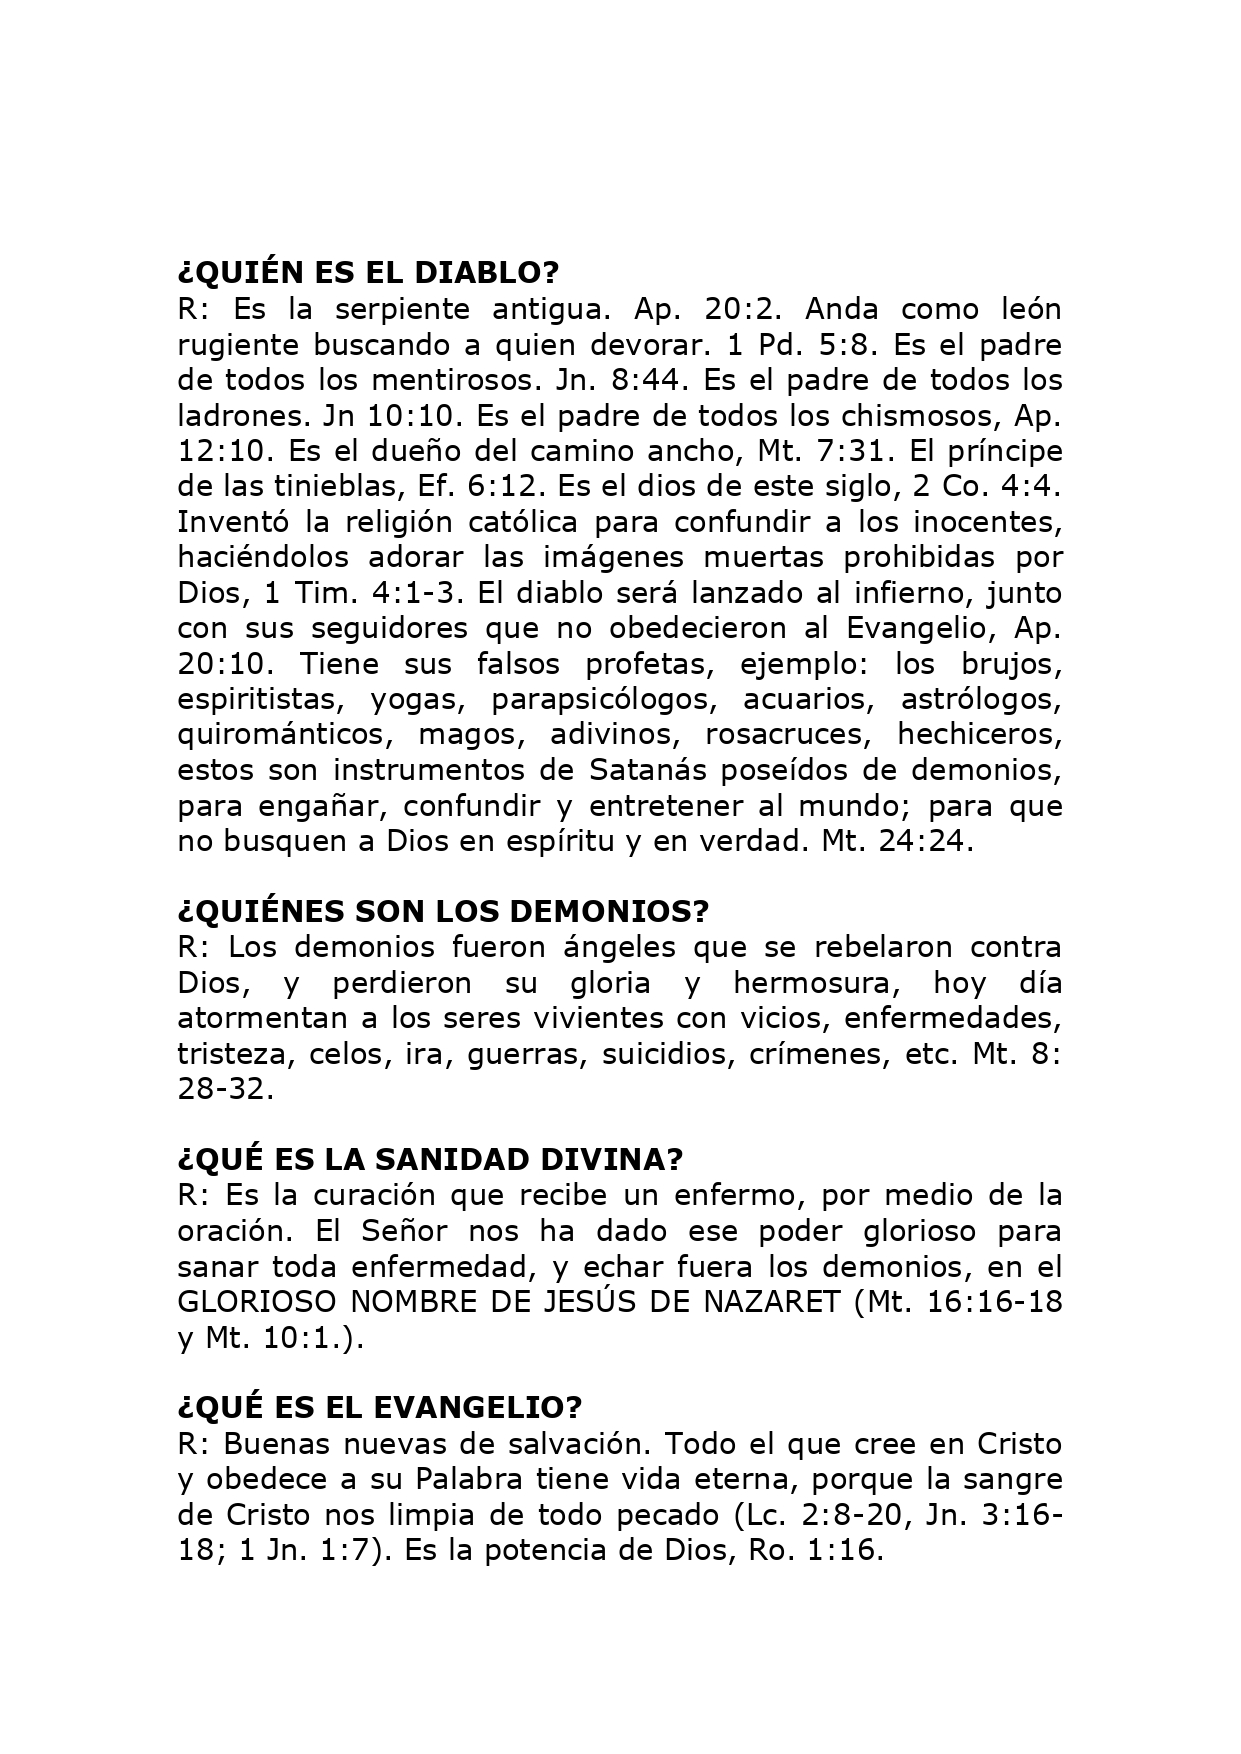 ¿QUIÉN ES EL DIABLO?
R: Es la serpiente antigua. Ap. 20:2. Anda como león
rugiente buscando a quien devorar. 1 Pd. 5:8. Es el padre
de todos los mentirosos. Jn. 8:44. Es el padre de todos los
ladrones. Jn 10:10. Es el padre de todos los chismosos, Ap.
12:10. Es el dueño del camino ancho, Mt. 7:31. El príncipe
de las tinieblas, Ef. 6:12. Es el dios de este siglo, 2 Co. 4:4.
Inventó la religión católica para confundir a los inocentes,
haciéndolos adorar las imágenes muertas prohibidas por
Dios, 1 Tim. 4:1-3. El diablo será lanzado al infierno, junto
con sus seguidores que no obedecieron al Evangelio, Ap.
20:10. Tiene sus falsos profetas, ejemplo: los brujos,
espiritistas, yogas, parapsicólogos, acuarios, astrólogos,
quirománticos, magos, adivinos, rosacruces, hechiceros,
estos son instrumentos de Satanás poseídos de demonios,
para engañar, confundir y entretener al mundo; para que
no busquen a Dios en espíritu y en verdad. Mt. 24:24.
¿QUIÉNES SON LOS DEMONIOS?
R: Los demonios fueron ángeles que se rebelaron contra
Dios, y perdieron su gloria y hermosura, hoy día
atormentan a los seres vivientes con vicios, enfermedades,
tristeza, celos, ira, guerras, suicidios, crímenes, etc. Mt. 8:
28-32.
¿QUÉ ES LA SANIDAD DIVINA?
R: Es la curación que recibe un enfermo, por medio de la
oración. El Señor nos ha dado ese poder glorioso para
sanar toda enfermedad, y echar fuera los demonios, en el
GLORIOSO NOMBRE DE JESÚS DE NAZARET (Mt. 16:16-18
y Mt. 10:1.).
¿QUÉ ES EL EVANGELIO?
R: Buenas nuevas de salvación. Todo el que cree en Cristo
y obedece a su Palabra tiene vida eterna, porque la sangre
de Cristo nos limpia de todo pecado (Lc. 2:8-20, Jn. 3:16-
18; 1 Jn. 1:7). Es la potencia de Dios, Ro. 1:16.